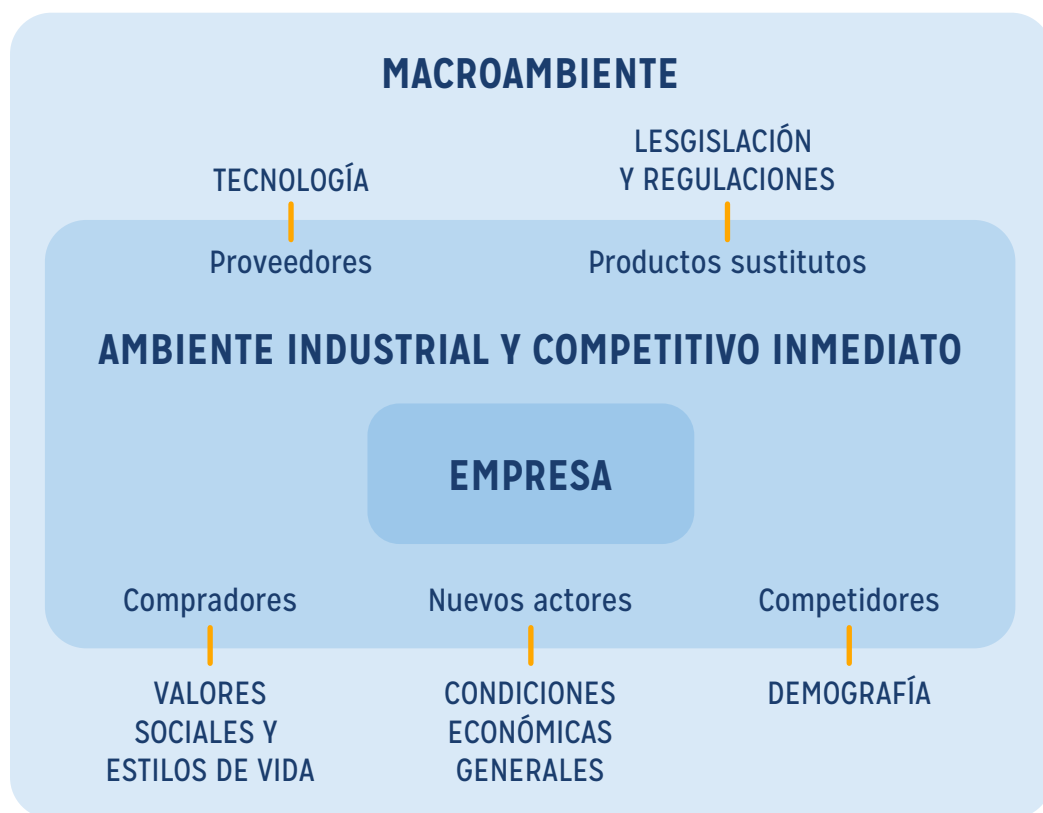 MACROAMBIENTE
TECNOLOGÍA
LESGISLACIÓN
Y REGULACIONES
Proveedores
Productos sustitutos
AMBIENTE INDUSTRIAL Y COMPETITIVO INMEDIATO
EMPRESA
Compradores
Nuevos actores
Competidores
VALORES
SOCIALES Y
ESTILOS DE VIDA
CONDICIONES
ECONÓMICAS
GENERALES
DEMOGRAFÍA